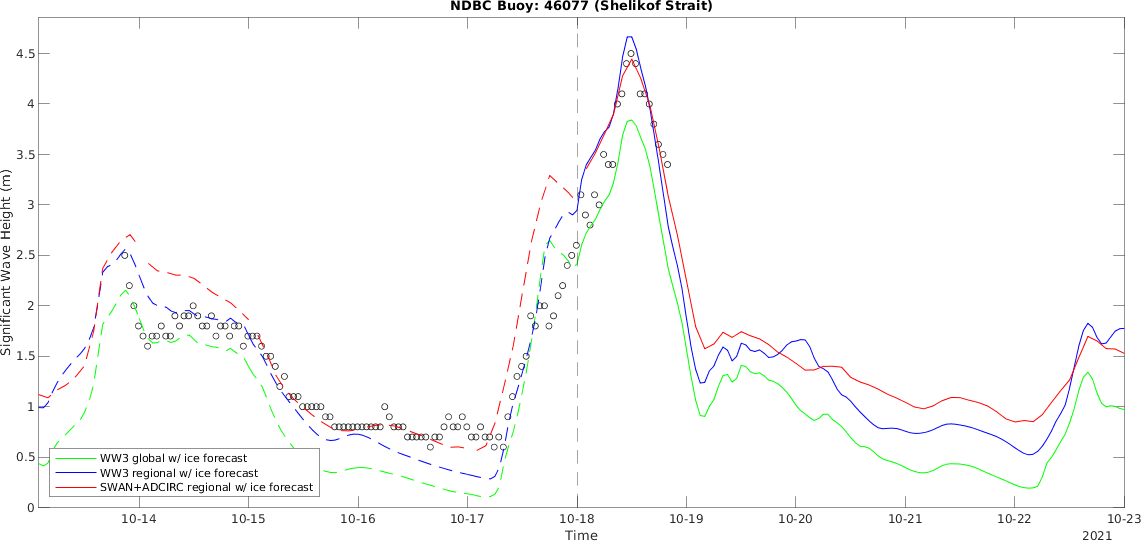 NDBC Buoy: 46077 (Shelikof Strait)
Significant Wave Height (m)
4.5
4
3.5
3
2.5
2
1.5
1
0.5
0
WW3 global w/ ice forecast
WW3 regional w/ ice forecast
SWAN+ADCIRC regional w/ ice forecast
10-14 10-15 10-16 10-17 10-18 10-19 10-20 10-21 10-22 10-23
Time
2021